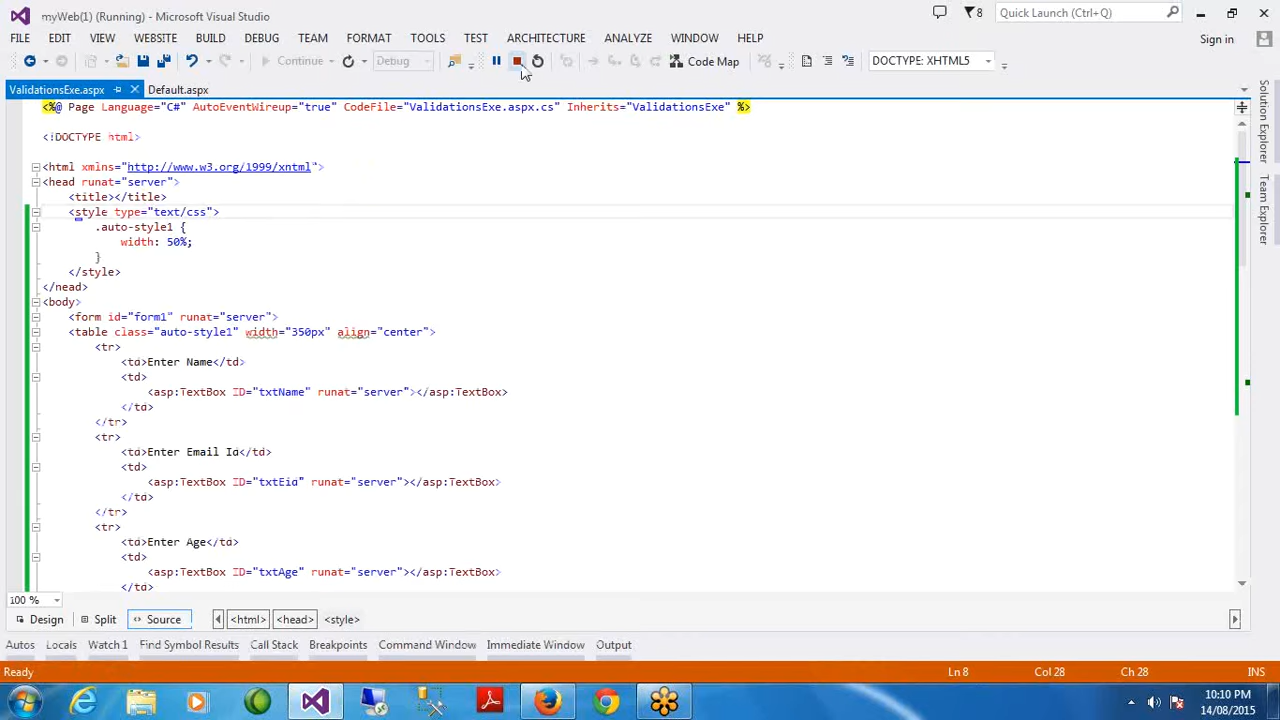 myWeb(1) (Running) - Microsoft Visual Studio
8
Quick Launch (Ctrl+Q)
FILE EDIT VIEW WEBSITE BUILD DEBUG TEAM FORMAT TOOLS TEST ARCHITECTURE ANALYZE WINDOW HELP
Sign in
Continue Debug Code Map DOCTYPE: XHTML5
ValidationsExe.aspx Default.aspx
Solution Explorer
Team Explorer
<%@ Page Language="C#" AutoEventWireup="true" CodeFile="ValidationsExe.aspx.cs" Inherits="ValidationsExe" %>
<!DOCTYPE html>
<html xmlns="http://www.w3.org/1999/xhtml">
<head runat="server">
<title></title>
<style type="text/css">
.auto-style1 {
width: 50%;
}
</style>
</head>
<body>
<form id="form1" runat="server">
<table class="auto-style1" width="350px" align="center">
<tr>
<td>Enter Name</td>
<td>
<asp:TextBox ID="txtName" runat="server"></asp:TextBox>
</td>
</tr>
<tr>
<td>Enter Email Id</td>
<td>
<asp:TextBox ID="txtEid" runat="server"></asp:TextBox>
</td>
</tr>
<tr>
<td>Enter Age</td>
<td>
<asp:TextBox ID="txtAge" runat="server"></asp:TextBox>
</td>
100 %
Design Split Source <html> <head> <style>
Autos Locals Watch 1 Find Symbol Results Call Stack Breakpoints Command Window Immediate Window Output
Ready Ln 8 Col 28 Ch 28 INS
10:10 PM
14/08/2015